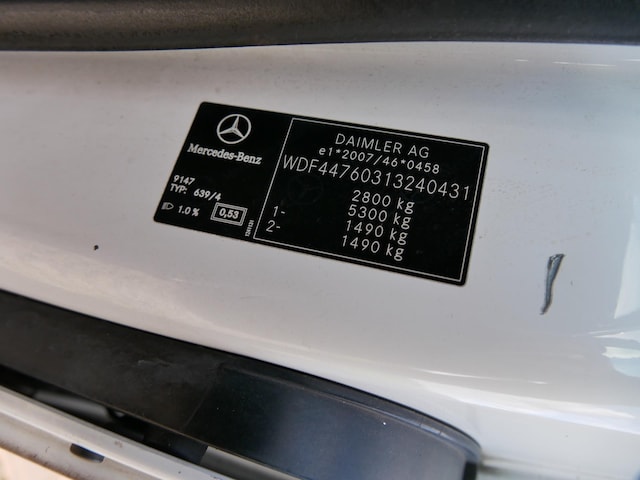 Mercedes-Benz
9147
TYP: 639/4
1.0 %
0,53
DAIMLER AG
e1*2007/46*0458
WDF44760313240431
2800 kg
5300 kg
1- 1490 kg
2- 1490 kg